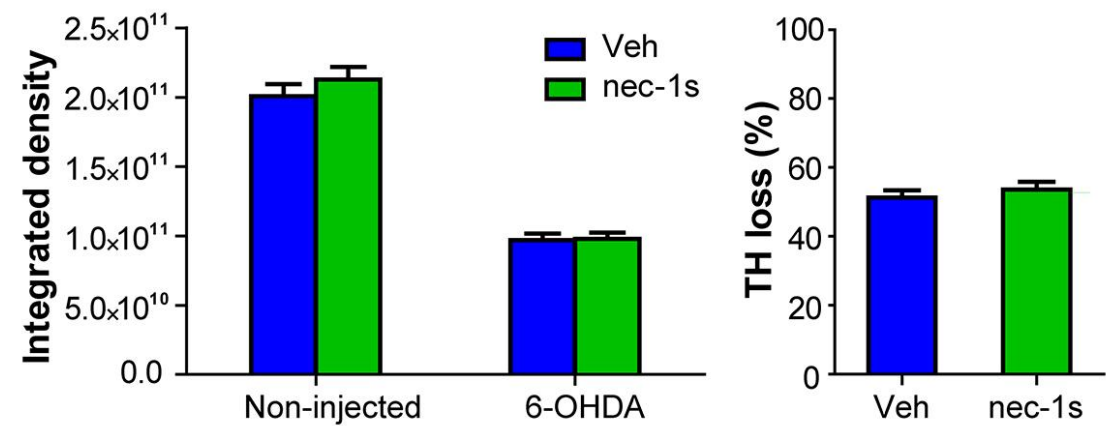 Integrated density
2.5x10¹¹
2.0x10¹¹
1.5x10¹¹
1.0x10¹¹
5.0x10¹⁰
0.0
Veh
nec-1s
Non-injected
6-OHDA
TH loss (%)
100
80
60
40
20
0
Veh
nec-1s